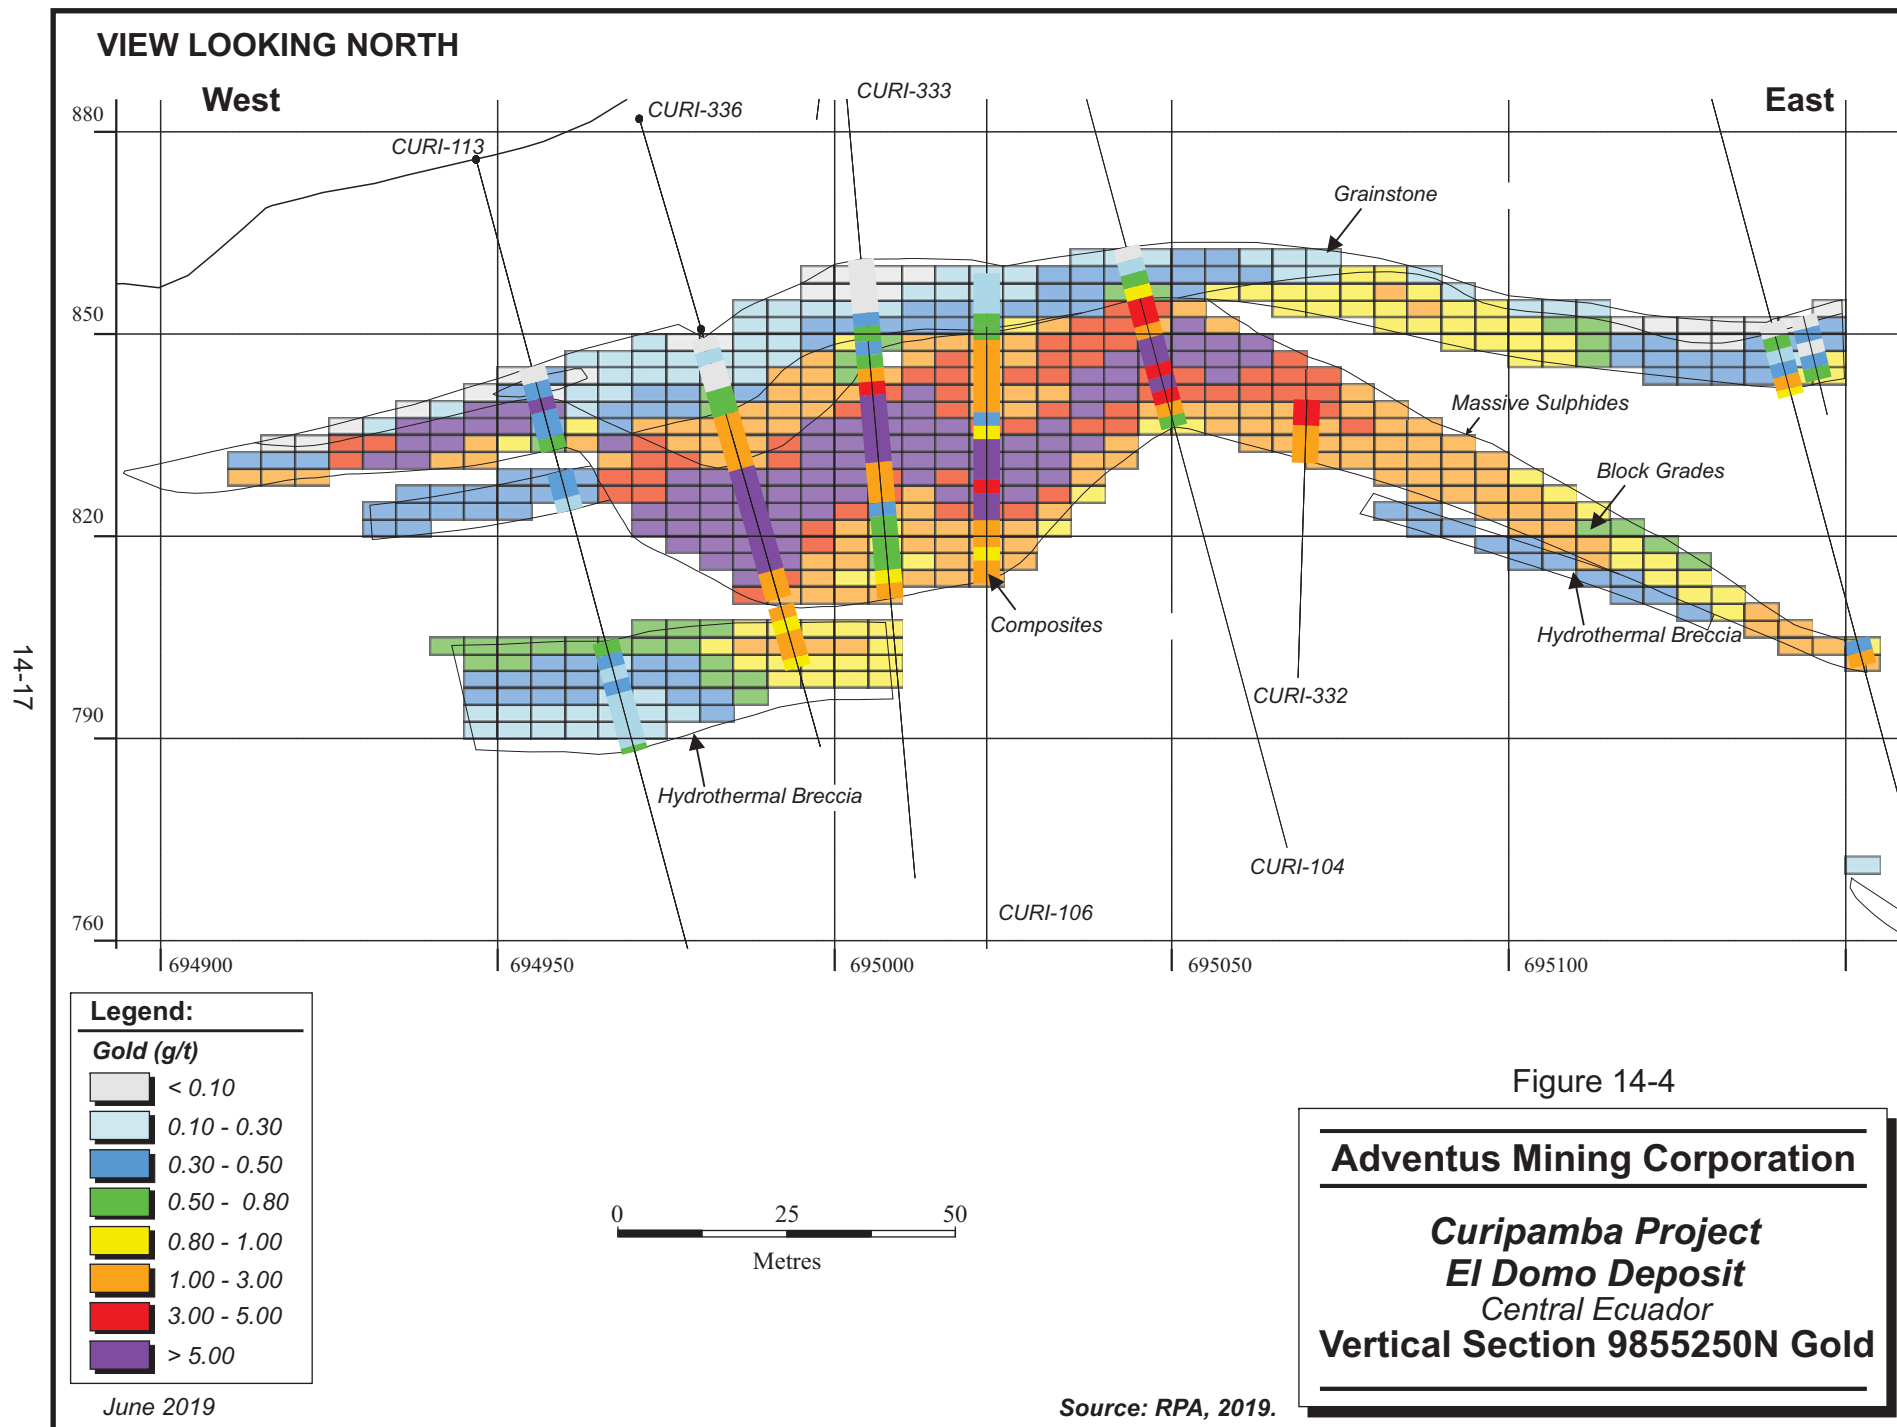 VIEW LOOKING NORTH
West
East
CURI-333
CURI-336
CURI-113
880
850
820
790
760
Grainstone
Massive Sulphides
Block Grades
Hydrothermal Breccia
Composites
CURI-332
Hydrothermal Breccia
CURI-104
CURI-106
694900
694950
695000
695050
695100
14-17
Legend:
Gold (g/t)
< 0.10
0.10 - 0.30
0.30 - 0.50
0.50 - 0.80
0.80 - 1.00
1.00 - 3.00
3.00 - 5.00
> 5.00
June 2019
0 25 50
Metres
Source: RPA, 2019.
Figure 14-4
Adventus Mining Corporation
Curipamba Project
El Domo Deposit
Central Ecuador
Vertical Section 9855250N Gold